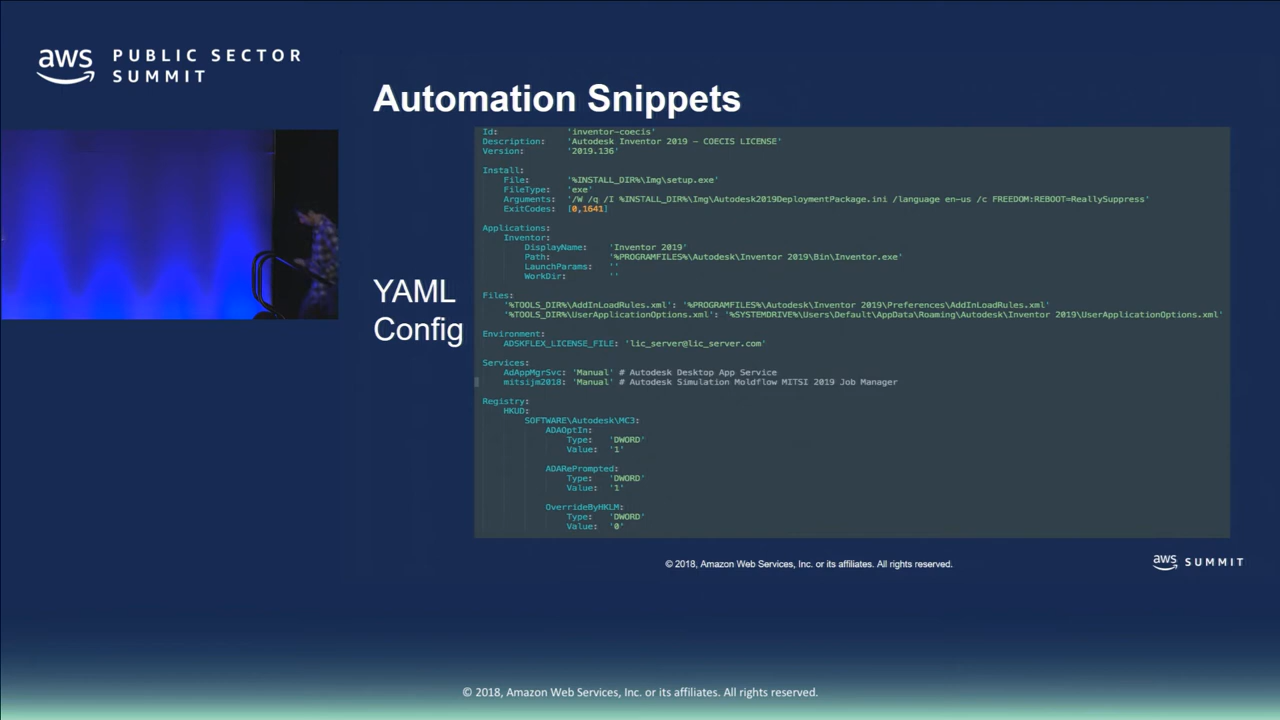 aws PUBLIC SECTOR
SUMMIT
Automation Snippets
YAML
Config
Id: 'inventor-coecis'
Description: 'Autodesk Inventor 2019 - COECIS LICENSE'
Version: '2019.136'
Install:
File: '%INSTALL_DIR%\Img\setup.exe'
FileType: 'exe'
Arguments: '/W /q /I %INSTALL_DIR%\Img\Autodesk2019DeploymentPackage.ini /language en-us /c FREEDOM:REBOOT=ReallySuppress'
ExitCodes: [0,1641]
Applications:
Inventor:
DisplayName: 'Inventor 2019'
Path: '%PROGRAMFILES%\Autodesk\Inventor 2019\Bin\Inventor.exe'
LaunchParams: ''
WorkDir: ''
Files:
'%TOOLS_DIR%\AddInLoadRules.xml': '%PROGRAMFILES%\Autodesk\Inventor 2019\Preferences\AddInLoadRules.xml'
'%TOOLS_DIR%\UserApplicationOptions.xml': '%SYSTEMDRIVE%\Users\Default\AppData\Roaming\Autodesk\Inventor 2019\UserApplicationOptions.xml'
Environment:
ADSKFLEX_LICENSE_FILE: 'lic_server@lic_server.com'
Services:
AdAppMgrSvc: 'Manual' # Autodesk Desktop App Service
mitsijm2018: 'Manual' # Autodesk Simulation Moldflow MITSI 2019 Job Manager
Registry:
HKUD:
SOFTWARE\Autodesk\MC3:
ADAOptIn:
Type: 'DWORD'
Value: '1'
ADARePrompted:
Type: 'DWORD'
Value: '1'
OverrideByHKLM:
Type: 'DWORD'
Value: '0'
© 2018, Amazon Web Services, Inc. or its affiliates. All rights reserved.
aws SUMMIT
© 2018, Amazon Web Services, Inc. or its affiliates. All rights reserved.